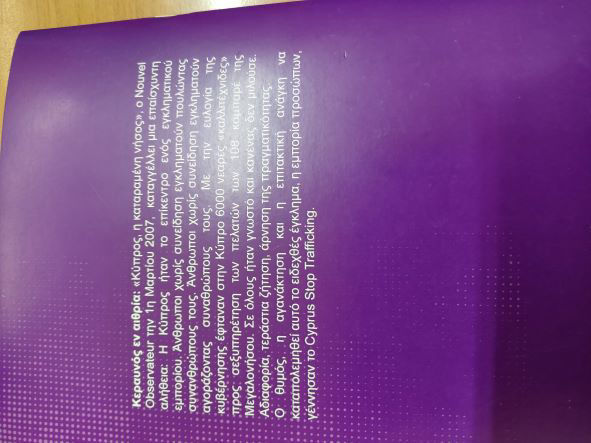 Κεραυνός εν αιθρία: «Κύπρος, η καταραμένη νήσος», ο Nouvel
Observateur την 1η Μαρτίου 2007, καταγγέλλει μια επαίσχυντη
αλήθεια: Η Κύπρος ήταν το επίκεντρο ενός εγκληματικού
εμπορίου. Άνθρωποι χωρίς συνείδηση εγκληματούν πουλώντας
συνανθρώπους τους. Άνθρωποι χωρίς συνείδηση εγκληματούν
αγοράζοντας συνανθρώπους τους. Με την ευλογία της
κυβέρνησης έφταναν στην Κύπρο 6000 νεαρές «καλλιτέχνιδες»
προς σεξυπηρέτηση των πελατών των 108 καμπαρέ της
Μεγαλονήσου. Σε όλους ήταν γνωστό και κανένας δεν μιλούσε.
Αδιαφορία, τεράστια ζήτηση, άρνηση της πραγματικότητας.
Ο θυμός, η αγανάκτηση και η επιτακτική ανάγκη να
καταπολεμηθεί αυτό το ειδεχθές έγκλημα, η εμπορία προσώπων,
γέννησαν το Cyprus Stop Trafficking.